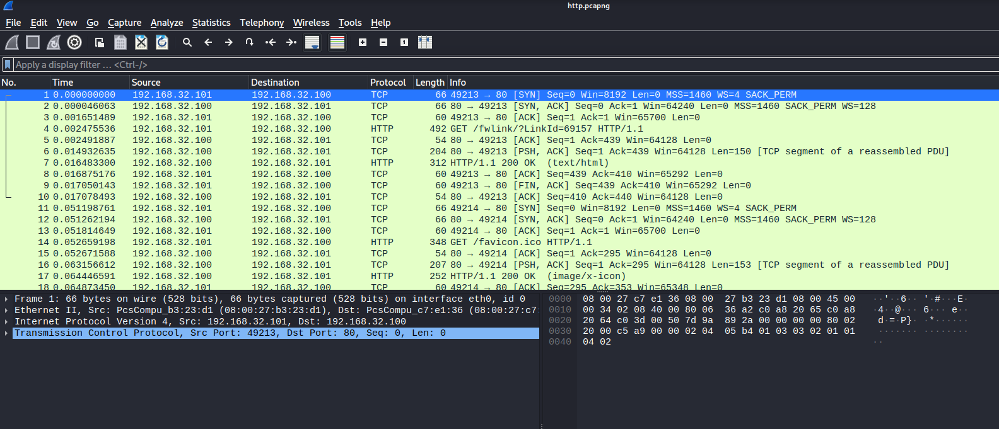 http.pcapng
File Edit View Go Capture Analyze Statistics Telephony Wireless Tools Help
Apply a display filter … <Ctrl-/>
No. Time Source Destination Protocol Length Info
1 0.000000000 192.168.32.101 192.168.32.100 TCP 66 49213 → 80 [SYN] Seq=0 Win=8192 Len=0 MSS=1460 WS=4 SACK_PERM
2 0.000046063 192.168.32.100 192.168.32.101 TCP 66 80 → 49213 [SYN, ACK] Seq=0 Ack=1 Win=64240 Len=0 MSS=1460 SACK_PERM WS=128
3 0.001651489 192.168.32.101 192.168.32.100 TCP 60 49213 → 80 [ACK] Seq=1 Ack=1 Win=65700 Len=0
4 0.002475536 192.168.32.101 192.168.32.100 HTTP 492 GET /fwlink/?LinkId=69157 HTTP/1.1
5 0.002491887 192.168.32.100 192.168.32.101 TCP 54 80 → 49213 [ACK] Seq=1 Ack=439 Win=64128 Len=0
6 0.014932635 192.168.32.100 192.168.32.101 TCP 204 80 → 49213 [PSH, ACK] Seq=1 Ack=439 Win=64128 Len=150 [TCP segment of a reassembled PDU]
7 0.016483300 192.168.32.100 192.168.32.101 HTTP 312 HTTP/1.1 200 OK  (text/html)
8 0.016875176 192.168.32.101 192.168.32.100 TCP 60 49213 → 80 [ACK] Seq=439 Ack=410 Win=65292 Len=0
9 0.017050143 192.168.32.101 192.168.32.100 TCP 60 49213 → 80 [FIN, ACK] Seq=439 Ack=410 Win=65292 Len=0
10 0.017078493 192.168.32.100 192.168.32.101 TCP 54 80 → 49213 [ACK] Seq=410 Ack=440 Win=64128 Len=0
11 0.051198761 192.168.32.101 192.168.32.100 TCP 66 49214 → 80 [SYN] Seq=0 Win=8192 Len=0 MSS=1460 WS=4 SACK_PERM
12 0.051262194 192.168.32.100 192.168.32.101 TCP 66 80 → 49214 [SYN, ACK] Seq=0 Ack=1 Win=64240 Len=0 MSS=1460 SACK_PERM WS=128
13 0.051814649 192.168.32.101 192.168.32.100 TCP 60 49214 → 80 [ACK] Seq=1 Ack=1 Win=65700 Len=0
14 0.052659198 192.168.32.101 192.168.32.100 HTTP 348 GET /favicon.ico HTTP/1.1
15 0.052671588 192.168.32.100 192.168.32.101 TCP 54 80 → 49214 [ACK] Seq=1 Ack=295 Win=64128 Len=0
16 0.063156612 192.168.32.100 192.168.32.101 TCP 207 80 → 49214 [PSH, ACK] Seq=1 Ack=295 Win=64128 Len=153 [TCP segment of a reassembled PDU]
17 0.064446591 192.168.32.100 192.168.32.101 HTTP 252 HTTP/1.1 200 OK  (image/x-icon)
18 0.064873450 192.168.32.101 192.168.32.100 TCP 60 49214 → 80 [ACK] Seq=295 Ack=353 Win=65348 Len=0
Frame 1: 66 bytes on wire (528 bits), 66 bytes captured (528 bits) on interface eth0, id 0
Ethernet II, Src: PcsCompu_b3:23:d1 (08:00:27:b3:23:d1), Dst: PcsCompu_c7:e1:36 (08:00:27:c7:
Internet Protocol Version 4, Src: 192.168.32.101, Dst: 192.168.32.100
Transmission Control Protocol, Src Port: 49213, Dst Port: 80, Seq: 0, Len: 0
0000 08 00 27 c7 e1 36 08 00 27 b3 23 d1 08 00 45 00 ··'··6·· '·#···E·
0010 00 34 02 08 40 00 80 06 36 a2 c0 a8 20 65 c0 a8 ·4··@··· 6··· e··
0020 20 64 c0 3d 00 50 7d 9a 89 2a 00 00 00 00 80 02 d·=·P}· ·*······
0030 20 00 c5 a9 00 00 02 04 05 b4 01 03 03 02 01 01 ······· ········
0040 04 02 ··